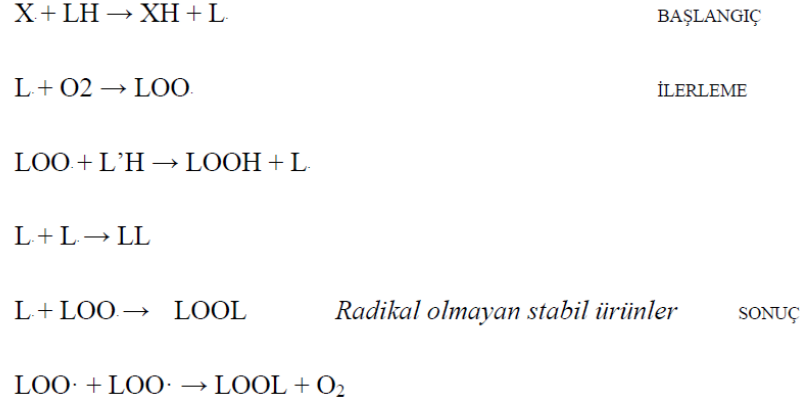 X· + LH → XH + L· BAŞLANGIÇ
L· + O2 → LOO· İLERLEME
LOO· + L’H → LOOH + L·
L· + L· → LL
L· + LOO· → LOOL Radikal olmayan stabil ürünler SONUÇ
LOO· + LOO· → LOOL + O₂